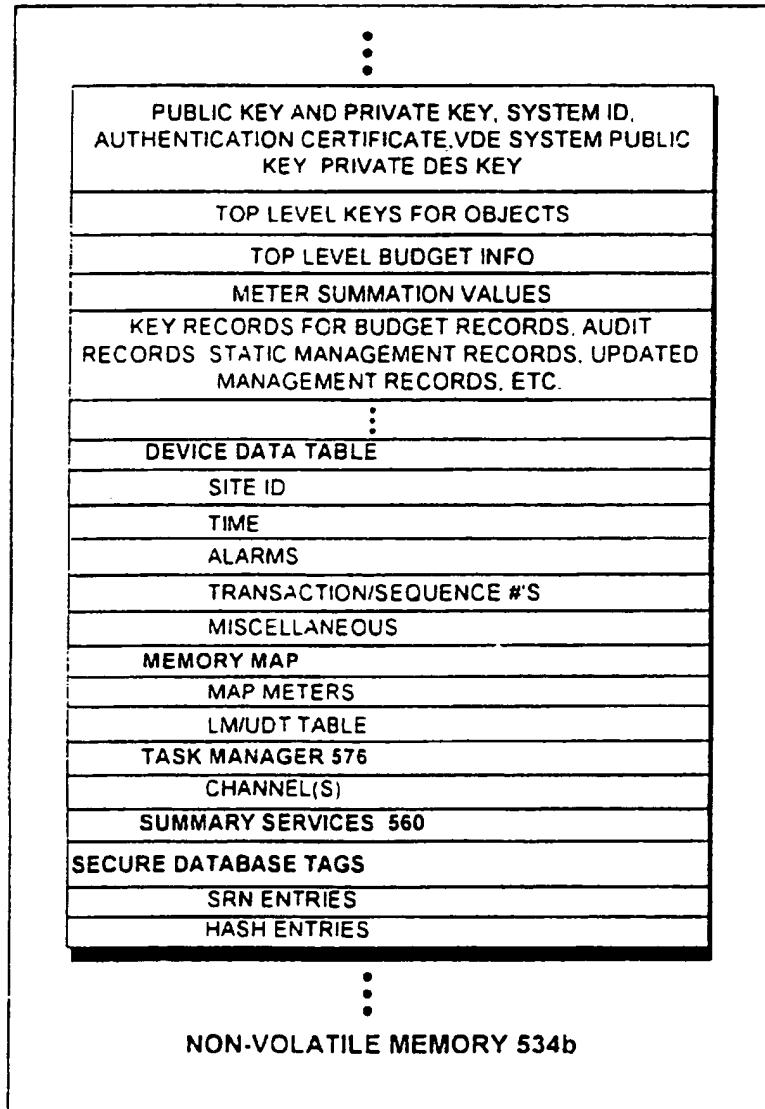 PUBLIC KEY AND PRIVATE KEY, SYSTEM ID,
AUTHENTICATION CERTIFICATE,VDE SYSTEM PUBLIC
KEY PRIVATE DES KEY
TOP LEVEL KEYS FOR OBJECTS
TOP LEVEL BUDGET INFO
METER SUMMATION VALUES
KEY RECORDS FOR BUDGET RECORDS, AUDIT
RECORDS STATIC MANAGEMENT RECORDS, UPDATED
MANAGEMENT RECORDS, ETC.
DEVICE DATA TABLE
SITE ID
TIME
ALARMS
TRANSACTION/SEQUENCE #'S
MISCELLANEOUS
MEMORY MAP
MAP METERS
LM/UDT TABLE
TASK MANAGER 576
CHANNEL(S)
SUMMARY SERVICES 560
SECURE DATABASE TAGS
SRN ENTRIES
HASH ENTRIES
NON-VOLATILE MEMORY 534b